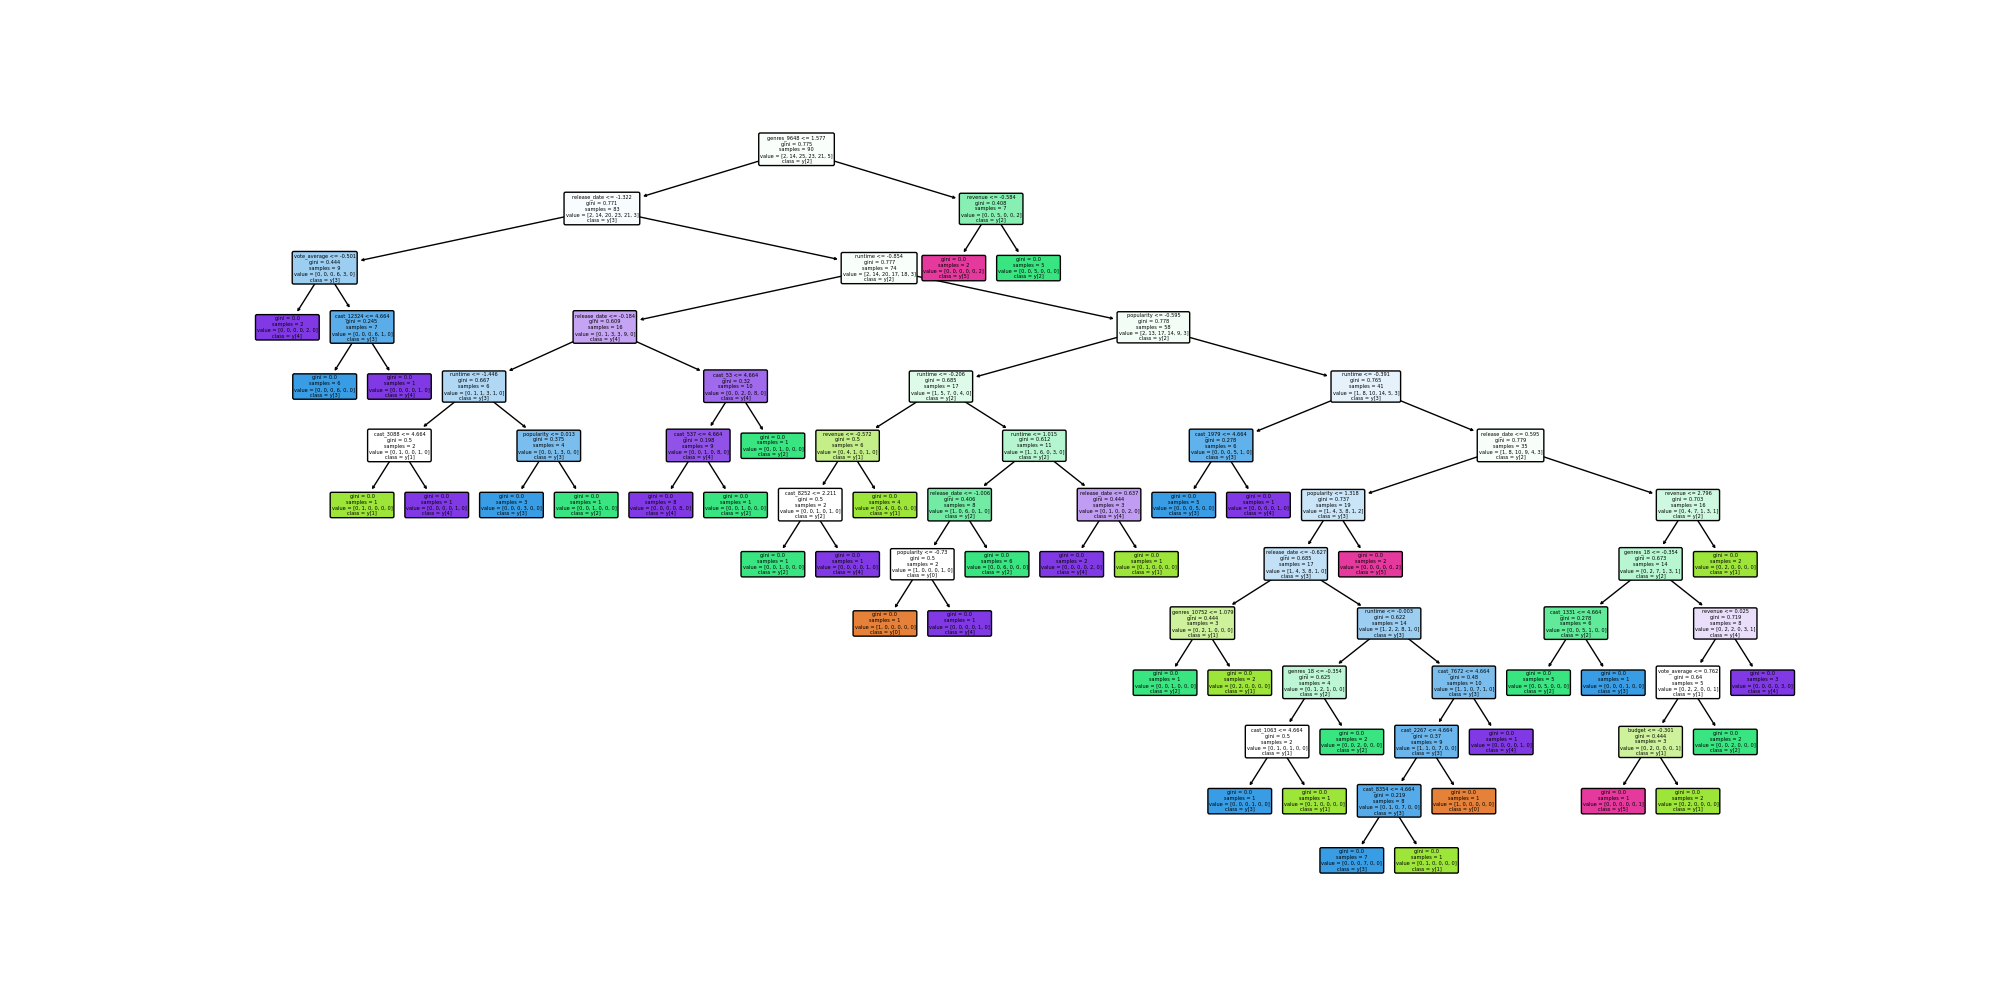 genres_9648 <= 1.577
gini = 0.775
samples = 90
value = [2, 14, 25, 23, 21, 5]
class = y[2]
release_date <= -1.322
gini = 0.771
samples = 83
value = [2, 14, 20, 23, 21, 3]
class = y[3]
revenue <= -0.584
gini = 0.408
samples = 7
value = [0, 0, 5, 0, 0, 2]
class = y[2]
vote_average <= -0.501
gini = 0.444
samples = 9
value = [0, 0, 0, 6, 3, 0]
class = y[3]
runtime <= -0.854
gini = 0.777
samples = 74
value = [2, 14, 20, 17, 18, 3]
class = y[2]
gini = 0.0
samples = 2
value = [0, 0, 0, 0, 0, 2]
class = y[5]
gini = 0.0
samples = 5
value = [0, 0, 5, 0, 0, 0]
class = y[2]
gini = 0.0
samples = 2
value = [0, 0, 0, 0, 2, 0]
class = y[4]
cast_12324 <= 4.664
gini = 0.245
samples = 7
value = [0, 0, 0, 6, 1, 0]
class = y[3]
release_date <= -0.184
gini = 0.609
samples = 16
value = [0, 1, 3, 3, 9, 0]
class = y[4]
popularity <= -0.595
gini = 0.778
samples = 58
value = [2, 13, 17, 14, 9, 3]
class = y[2]
gini = 0.0
samples = 6
value = [0, 0, 0, 6, 0, 0]
class = y[3]
gini = 0.0
samples = 1
value = [0, 0, 0, 0, 1, 0]
class = y[4]
runtime <= -1.446
gini = 0.667
samples = 6
value = [0, 1, 1, 3, 1, 0]
class = y[3]
cast_53 <= 4.664
gini = 0.32
samples = 10
value = [0, 0, 2, 0, 8, 0]
class = y[4]
runtime <= -0.206
gini = 0.685
samples = 17
value = [1, 5, 7, 0, 4, 0]
class = y[2]
runtime <= -0.391
gini = 0.765
samples = 41
value = [1, 8, 10, 14, 5, 3]
class = y[3]
cast_3088 <= 4.664
gini = 0.5
samples = 2
value = [0, 1, 0, 0, 1, 0]
class = y[1]
popularity <= 0.013
gini = 0.375
samples = 4
value = [0, 0, 1, 3, 0, 0]
class = y[3]
cast_537 <= 4.664
gini = 0.198
samples = 9
value = [0, 0, 1, 0, 8, 0]
class = y[4]
gini = 0.0
samples = 1
value = [0, 0, 1, 0, 0, 0]
class = y[2]
revenue <= -0.572
gini = 0.5
samples = 6
value = [0, 4, 1, 0, 1, 0]
class = y[1]
runtime <= 1.015
gini = 0.612
samples = 11
value = [1, 1, 6, 0, 3, 0]
class = y[2]
cast_1979 <= 4.664
gini = 0.278
samples = 6
value = [0, 0, 0, 5, 1, 0]
class = y[3]
release_date <= 0.595
gini = 0.779
samples = 35
value = [1, 8, 10, 9, 4, 3]
class = y[2]
gini = 0.0
samples = 1
value = [0, 1, 0, 0, 0, 0]
class = y[1]
gini = 0.0
samples = 1
value = [0, 0, 0, 0, 1, 0]
class = y[4]
gini = 0.0
samples = 3
value = [0, 0, 0, 3, 0, 0]
class = y[3]
gini = 0.0
samples = 1
value = [0, 0, 1, 0, 0, 0]
class = y[2]
gini = 0.0
samples = 8
value = [0, 0, 0, 0, 8, 0]
class = y[4]
gini = 0.0
samples = 1
value = [0, 0, 1, 0, 0, 0]
class = y[2]
cast_8252 <= 2.211
gini = 0.5
samples = 2
value = [0, 0, 1, 0, 1, 0]
class = y[2]
gini = 0.0
samples = 4
value = [0, 4, 0, 0, 0, 0]
class = y[1]
release_date <= -1.006
gini = 0.406
samples = 8
value = [1, 0, 6, 0, 1, 0]
class = y[2]
release_date <= 0.637
gini = 0.444
samples = 3
value = [0, 1, 0, 0, 2, 0]
class = y[4]
gini = 0.0
samples = 5
value = [0, 0, 0, 5, 0, 0]
class = y[3]
gini = 0.0
samples = 1
value = [0, 0, 0, 0, 1, 0]
class = y[4]
popularity <= 1.318
gini = 0.737
samples = 19
value = [1, 4, 3, 8, 1, 2]
class = y[3]
revenue <= 2.796
gini = 0.703
samples = 16
value = [0, 4, 7, 1, 3, 1]
class = y[2]
gini = 0.0
samples = 1
value = [0, 0, 1, 0, 0, 0]
class = y[2]
gini = 0.0
samples = 1
value = [0, 0, 0, 0, 1, 0]
class = y[4]
popularity <= -0.73
gini = 0.5
samples = 2
value = [1, 0, 0, 0, 1, 0]
class = y[0]
gini = 0.0
samples = 6
value = [0, 0, 6, 0, 0, 0]
class = y[2]
gini = 0.0
samples = 2
value = [0, 0, 0, 0, 2, 0]
class = y[4]
gini = 0.0
samples = 1
value = [0, 1, 0, 0, 0, 0]
class = y[1]
release_date <= -0.627
gini = 0.685
samples = 17
value = [1, 4, 3, 8, 1, 0]
class = y[3]
gini = 0.0
samples = 2
value = [0, 0, 0, 0, 0, 2]
class = y[5]
genres_18 <= -0.354
gini = 0.673
samples = 14
value = [0, 2, 7, 1, 3, 1]
class = y[2]
gini = 0.0
samples = 2
value = [0, 2, 0, 0, 0, 0]
class = y[1]
gini = 0.0
samples = 1
value = [1, 0, 0, 0, 0, 0]
class = y[0]
gini = 0.0
samples = 1
value = [0, 0, 0, 0, 1, 0]
class = y[4]
genres_10752 <= 1.079
gini = 0.444
samples = 3
value = [0, 2, 1, 0, 0, 0]
class = y[1]
runtime <= -0.003
gini = 0.622
samples = 14
value = [1, 2, 2, 8, 1, 0]
class = y[3]
cast_1331 <= 4.664
gini = 0.278
samples = 6
value = [0, 0, 5, 1, 0, 0]
class = y[2]
revenue <= 0.025
gini = 0.719
samples = 8
value = [0, 2, 2, 0, 3, 1]
class = y[4]
gini = 0.0
samples = 1
value = [0, 0, 1, 0, 0, 0]
class = y[2]
gini = 0.0
samples = 2
value = [0, 2, 0, 0, 0, 0]
class = y[1]
genres_18 <= -0.354
gini = 0.625
samples = 4
value = [0, 1, 2, 1, 0, 0]
class = y[2]
cast_7672 <= 4.664
gini = 0.48
samples = 10
value = [1, 1, 0, 7, 1, 0]
class = y[3]
gini = 0.0
samples = 5
value = [0, 0, 5, 0, 0, 0]
class = y[2]
gini = 0.0
samples = 1
value = [0, 0, 0, 1, 0, 0]
class = y[3]
vote_average <= 0.762
gini = 0.64
samples = 5
value = [0, 2, 2, 0, 0, 1]
class = y[1]
gini = 0.0
samples = 3
value = [0, 0, 0, 0, 3, 0]
class = y[4]
cast_1063 <= 4.664
gini = 0.5
samples = 2
value = [0, 1, 0, 1, 0, 0]
class = y[1]
gini = 0.0
samples = 2
value = [0, 0, 2, 0, 0, 0]
class = y[2]
cast_2267 <= 4.664
gini = 0.37
samples = 9
value = [1, 1, 0, 7, 0, 0]
class = y[3]
gini = 0.0
samples = 1
value = [0, 0, 0, 0, 1, 0]
class = y[4]
budget <= -0.301
gini = 0.444
samples = 3
value = [0, 2, 0, 0, 0, 1]
class = y[1]
gini = 0.0
samples = 2
value = [0, 0, 2, 0, 0, 0]
class = y[2]
gini = 0.0
samples = 1
value = [0, 0, 0, 1, 0, 0]
class = y[3]
gini = 0.0
samples = 1
value = [0, 1, 0, 0, 0, 0]
class = y[1]
cast_8354 <= 4.664
gini = 0.219
samples = 8
value = [0, 1, 0, 7, 0, 0]
class = y[3]
gini = 0.0
samples = 1
value = [1, 0, 0, 0, 0, 0]
class = y[0]
gini = 0.0
samples = 1
value = [0, 0, 0, 0, 0, 1]
class = y[5]
gini = 0.0
samples = 2
value = [0, 2, 0, 0, 0, 0]
class = y[1]
gini = 0.0
samples = 7
value = [0, 0, 0, 7, 0, 0]
class = y[3]
gini = 0.0
samples = 1
value = [0, 1, 0, 0, 0, 0]
class = y[1]